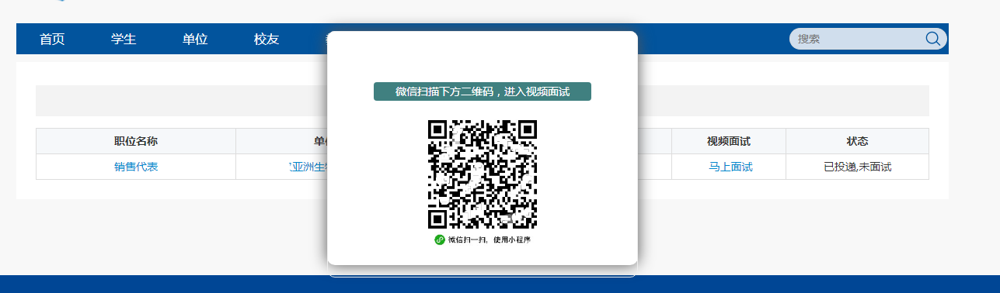 首页 学生 单位 校友
搜索
微信扫描下方二维码，进入视频面试
职位名称 视频面试 状态
销售代表 亚洲生 马上面试 已投递,未面试
微信扫一扫，使用小程序